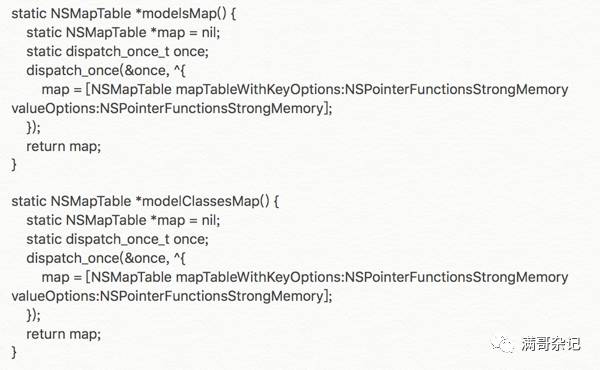 static NSMapTable *modelsMap() {
static NSMapTable *map = nil;
static dispatch_once_t once;
dispatch_once(&once, ^{
map = [NSMapTable mapTableWithKeyOptions:NSPointerFunctionsStrongMemory
valueOptions:NSPointerFunctionsStrongMemory];
});
return map;
}
static NSMapTable *modelClassesMap() {
static NSMapTable *map = nil;
static dispatch_once_t once;
dispatch_once(&once, ^{
map = [NSMapTable mapTableWithKeyOptions:NSPointerFunctionsStrongMemory
valueOptions:NSPointerFunctionsStrongMemory];
});
return map;
}
满哥杂记